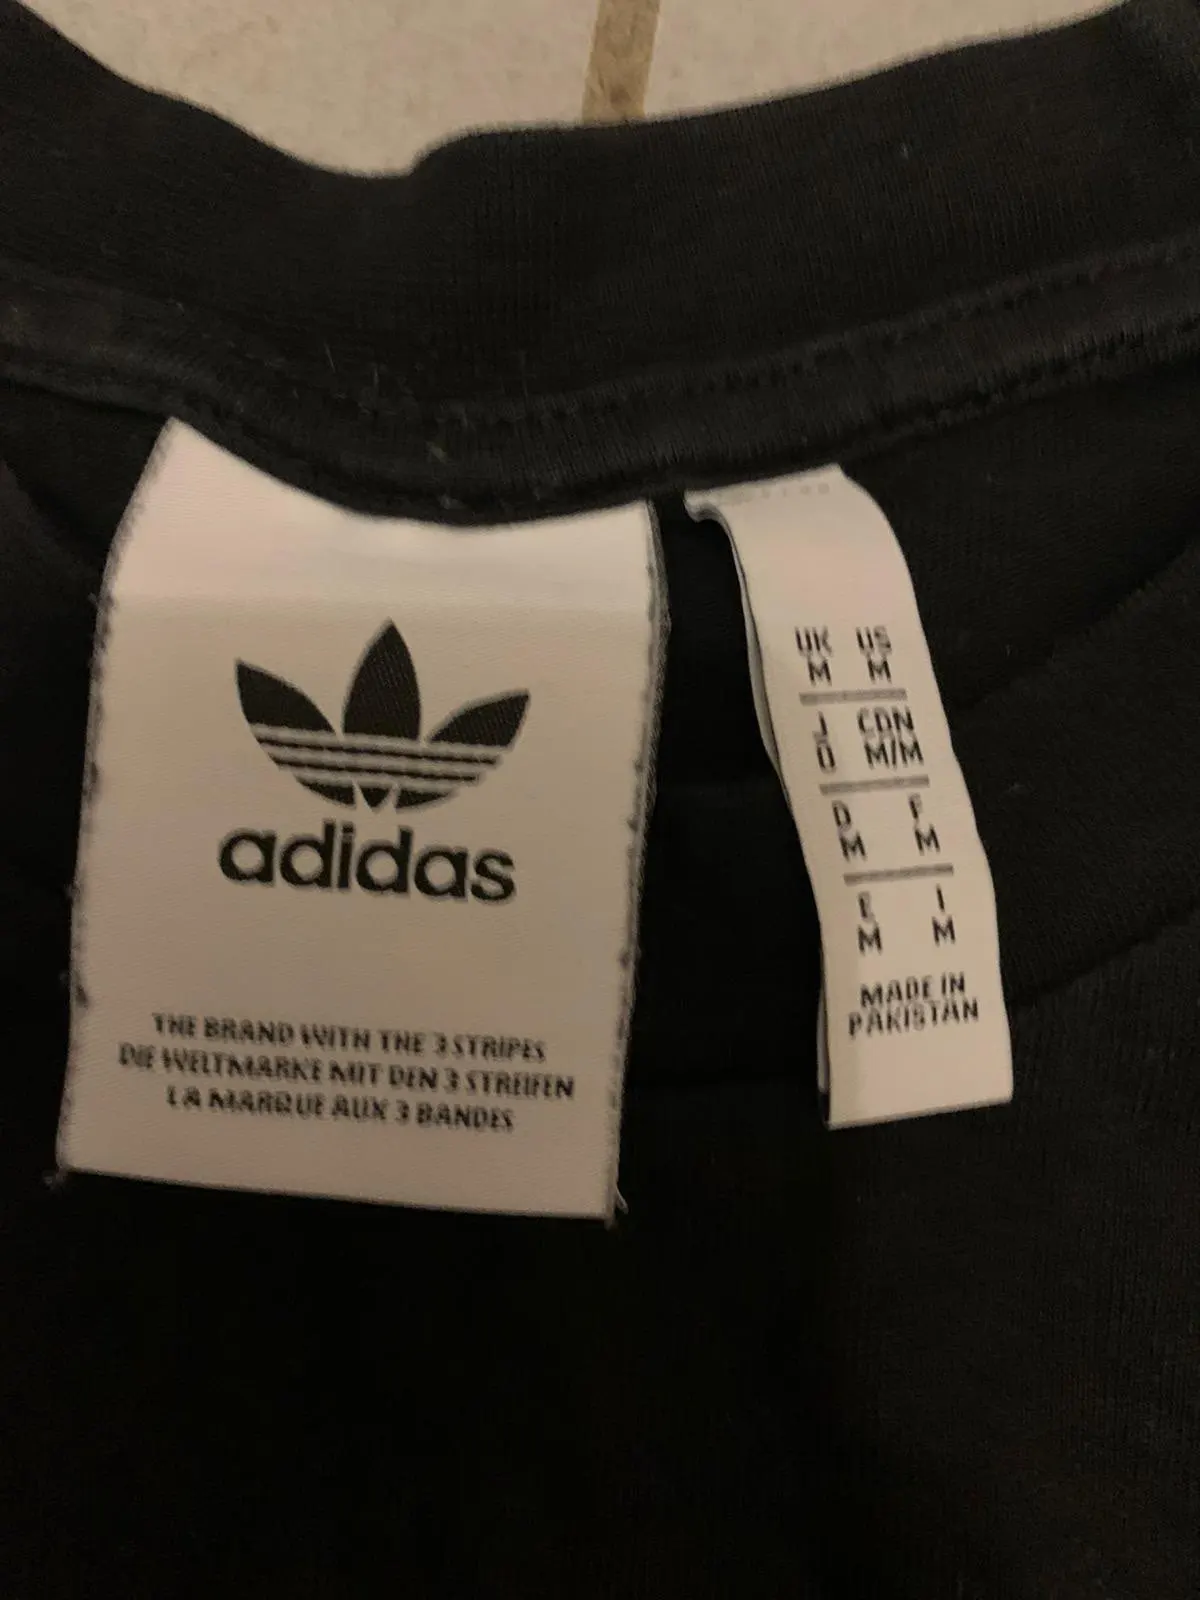 adidas
THE BRAND WITH THE 3 STRIPES
DIE WELTMARKE MIT DEN 3 STREIFEN
LA MARQUE AUX 3 BANDES
UK US
M M
J CDN
O M/M
D F
M M
E I
M M
MADE IN
PAKISTAN